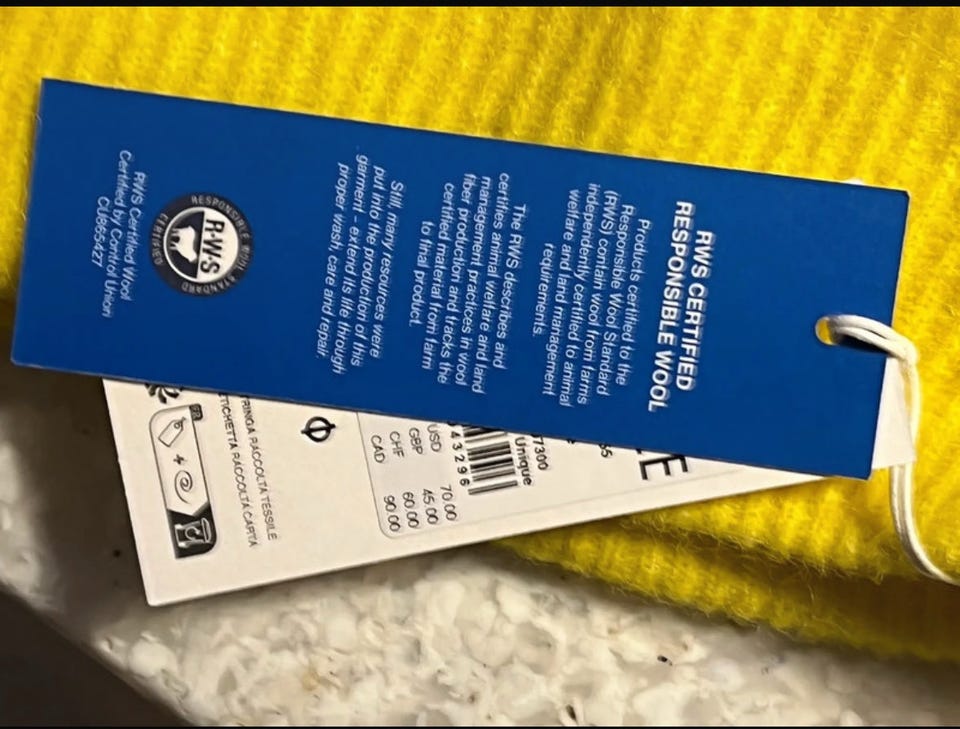 RWS CERTIFIED
RESPONSIBLE WOOL
Products certified to the
Responsible Wool Standard
(RWS) contain wool from farms
independently certified to animal
welfare and land management
requirements.
The RWS describes and
certifies animal welfare and land
management practices in wool
fiber production and tracks the
certified material from farm
to final product.
Still, many resources were
put into the production of this
garment - extend its life through
proper wash, care and repair.
RESPONSIBLE WOOL STANDARD
R·W·S
CERTIFIED
RWS Certified Wool
Certified by Control Union
CU865427
LE
65
7300
Unique
43296
USD 70.00
GBP 45.00
CHF 60.00
CAD 90.00
RACCOLTA TESSILE
ETICHETTA RACCOLTA CARTA
FR